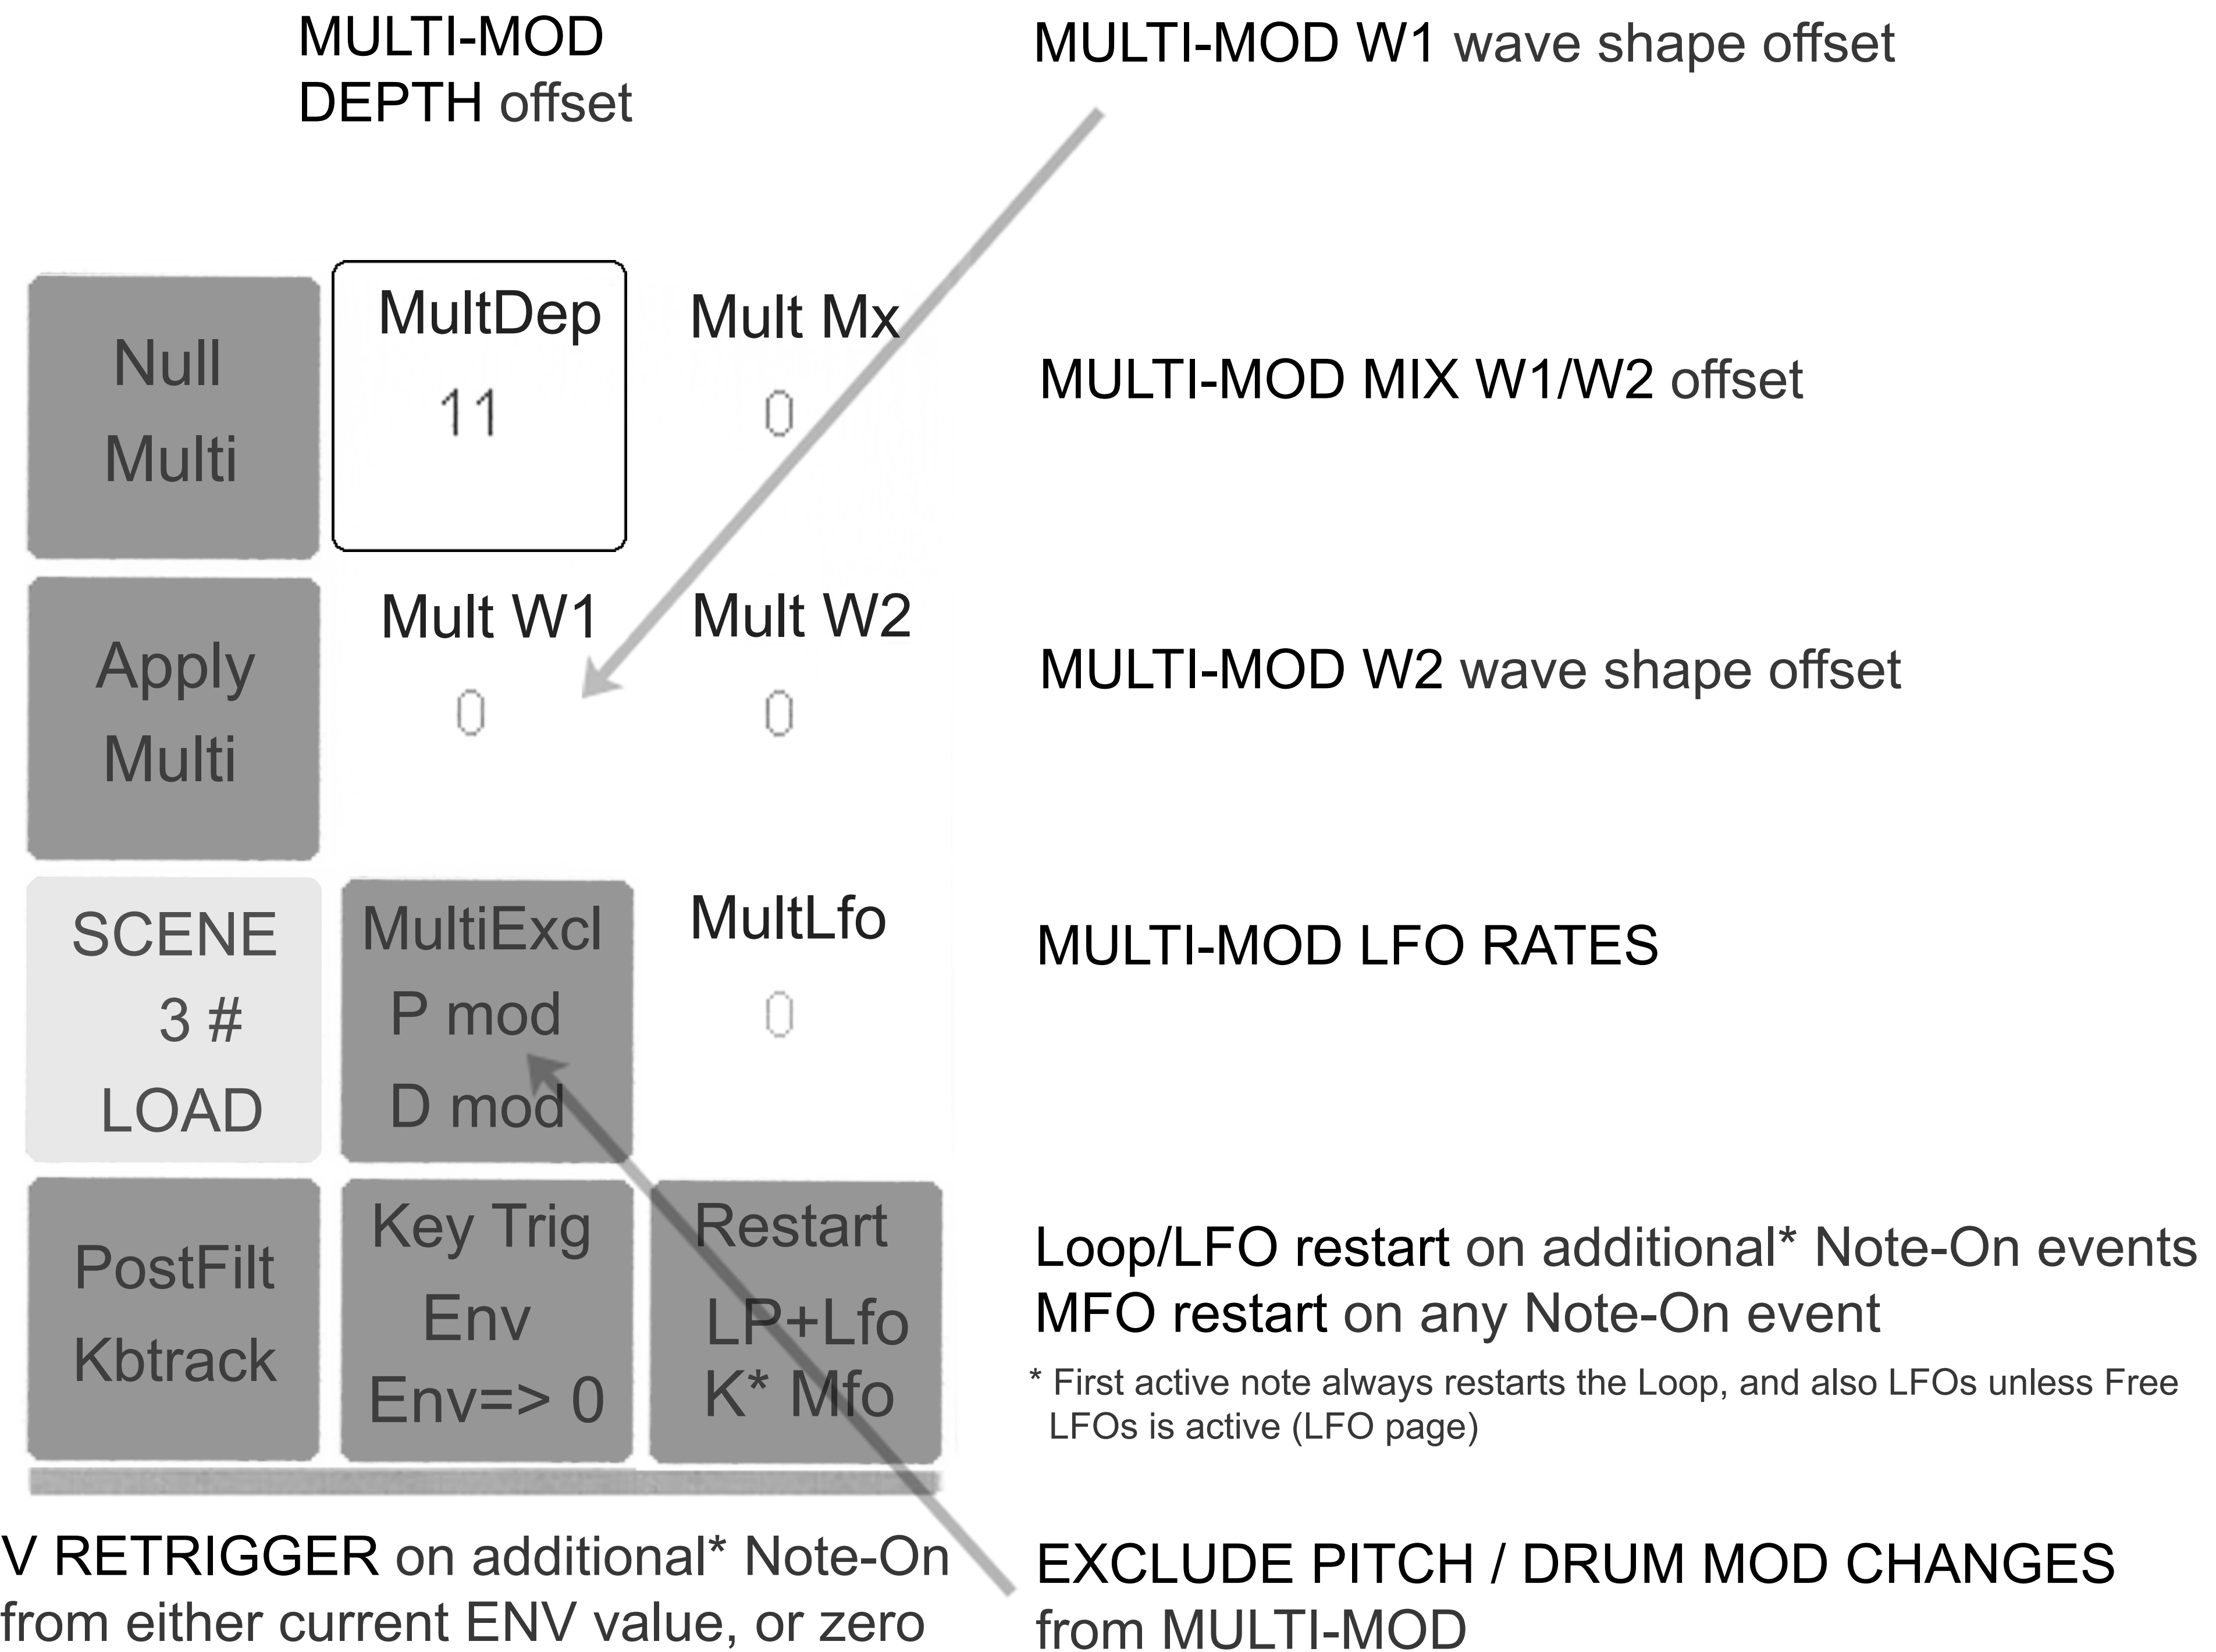 MULTI-MOD
DEPTH offset
MULTI-MOD W1 wave shape offset
Null
Multi
MultDep
11
Mult Mx
0
MULTI-MOD MIX W1/W2 offset
Apply
Multi
Mult W1
0
Mult W2
0
MULTI-MOD W2 wave shape offset
SCENE
3 #
LOAD
MultiExcl
P mod
D mod
MultLfo
0
MULTI-MOD LFO RATES
PostFilt
Kbtrack
Key Trig
Env
Env=> 0
Restart
LP+Lfo
K* Mfo
Loop/LFO restart on additional* Note-On events
MFO restart on any Note-On event
* First active note always restarts the Loop, and also LFOs unless Free
LFOs is active (LFO page)
V RETRIGGER on additional* Note-On
from either current ENV value, or zero
EXCLUDE PITCH / DRUM MOD CHANGES
from MULTI-MOD